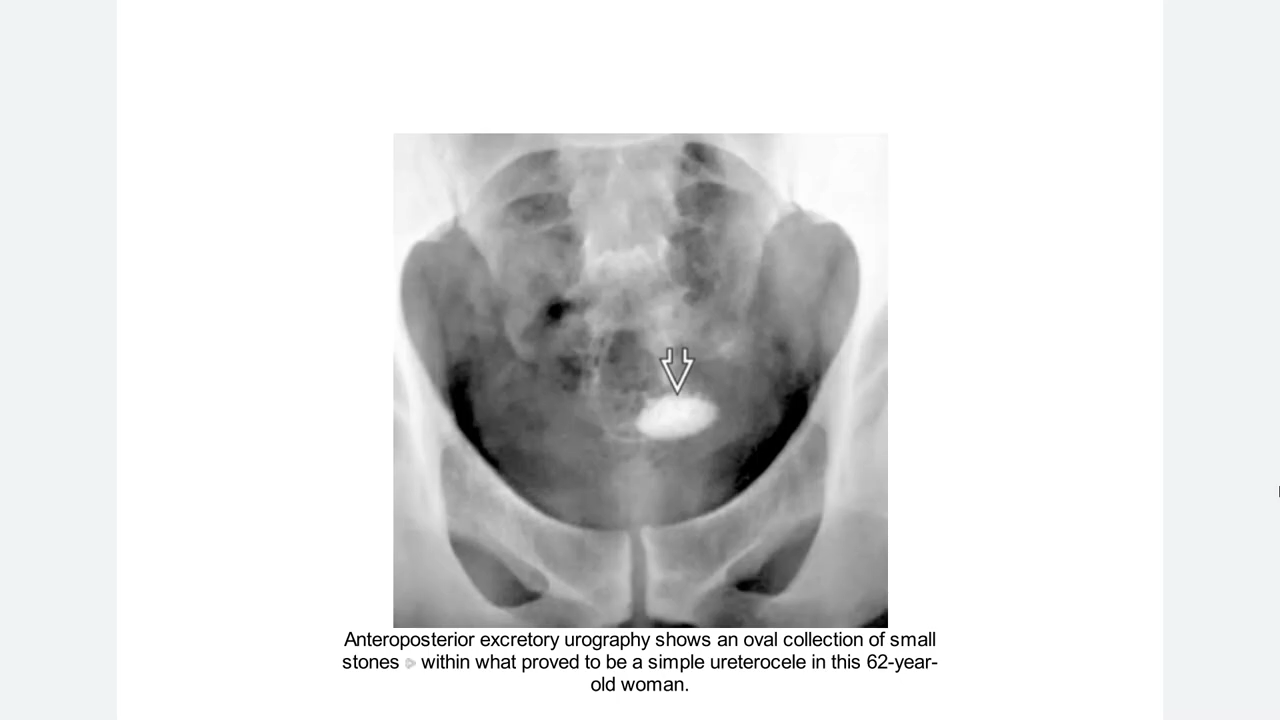 Anteroposterior excretory urography shows an oval collection of small
stones within what proved to be a simple ureterocele in this 62-year-
old woman.